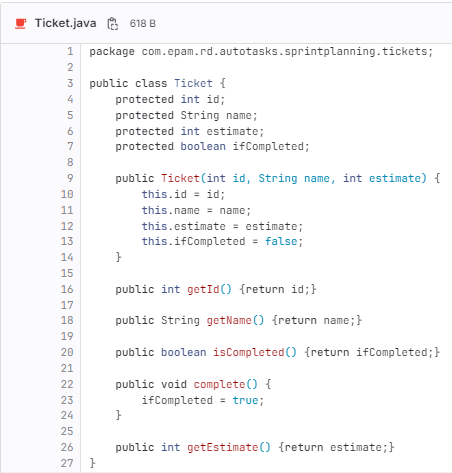 Ticket.java 618 B
1 package com.epam.rd.autotasks.sprintplanning.tickets;
2
3 public class Ticket {
4     protected int id;
5     protected String name;
6     protected int estimate;
7     protected boolean ifCompleted;
8
9     public Ticket(int id, String name, int estimate) {
10         this.id = id;
11         this.name = name;
12         this.estimate = estimate;
13         this.ifCompleted = false;
14     }
15
16     public int getId() {return id;}
17
18     public String getName() {return name;}
19
20     public boolean isCompleted() {return ifCompleted;}
21
22     public void complete() {
23         ifCompleted = true;
24     }
25
26     public int getEstimate() {return estimate;}
27 }